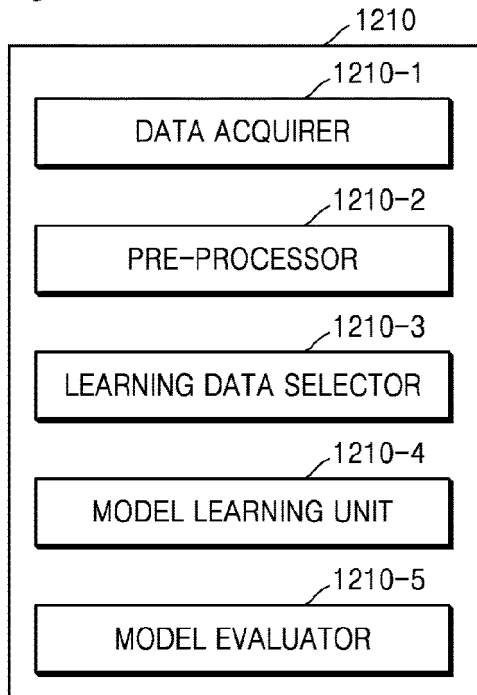 1210
1210-1
DATA ACQUIRER
1210-2
PRE-PROCESSOR
1210-3
LEARNING DATA SELECTOR
1210-4
MODEL LEARNING UNIT
1210-5
MODEL EVALUATOR